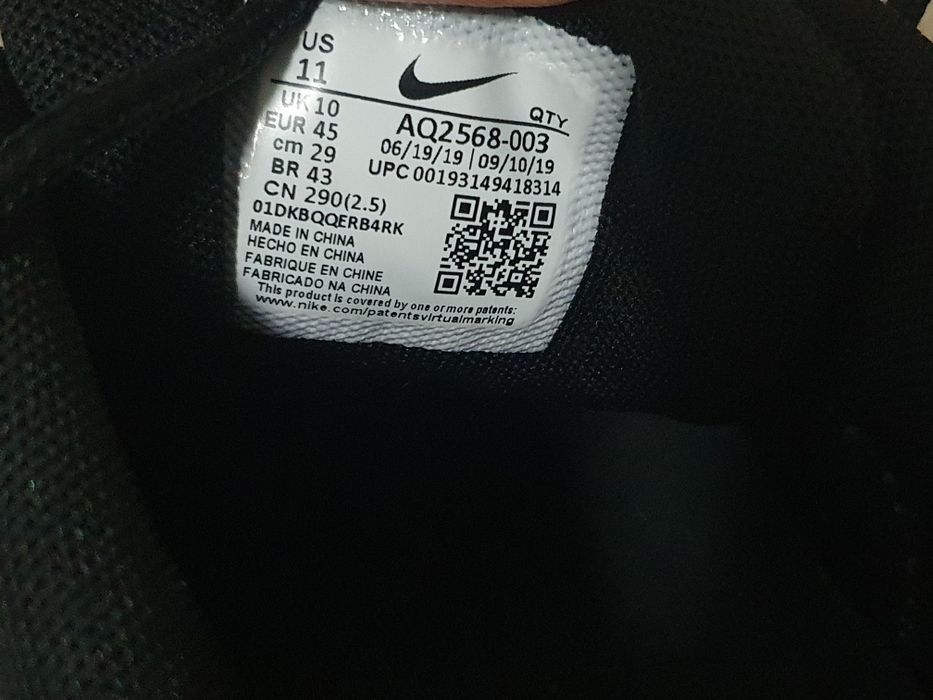 US
11
UK 10
EUR 45
cm 29
BR 43
CN 290(2.5)
QTY
AQ2568-003
06/19/19 | 09/10/19
UPC 00193149418314
01DKBQQERB4RK
MADE IN CHINA
HECHO EN CHINA
FABRIQUE EN CHINE
FABRICADO NA CHINA
This product is covered by one or more patents:
www.nike.com/patentsvirtualmarking